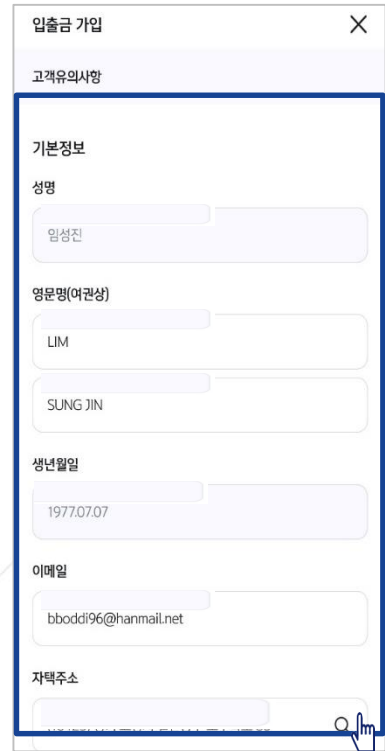 입출금 가입
고객유의사항
기본정보
성명
임성진
영문명(여권상)
LIM
SUNG JIN
생년월일
1977.07.07
이메일
bboddi96@hanmail.net
자택주소